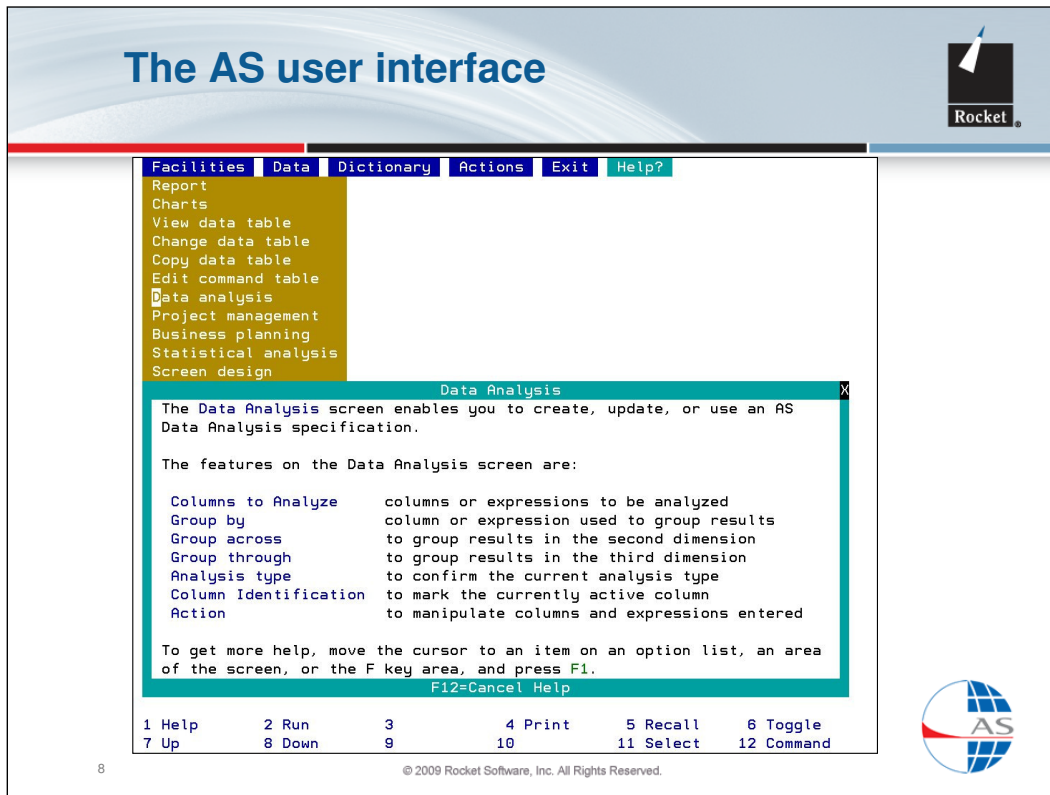 The AS user interface
Rocket ®
Facilities Data Dictionary Actions Exit Help?
Report
Charts
View data table
Change data table
Copy data table
Edit command table
Data analysis
Project management
Business planning
Statistical analysis
Screen design
Data Analysis X
The Data Analysis screen enables you to create, update, or use an AS
Data Analysis specification.
The features on the Data Analysis screen are:
Columns to Analyze columns or expressions to be analyzed
Group by column or expression used to group results
Group across to group results in the second dimension
Group through to group results in the third dimension
Analysis type to confirm the current analysis type
Column Identification to mark the currently active column
Action to manipulate columns and expressions entered
To get more help, move the cursor to an item on an option list, an area
of the screen, or the F key area, and press F1.
F12=Cancel Help
1 Help 2 Run 3 4 Print 5 Recall 6 Toggle
7 Up 8 Down 9 10 11 Select 12 Command
AS
8
© 2009 Rocket Software, Inc. All Rights Reserved.